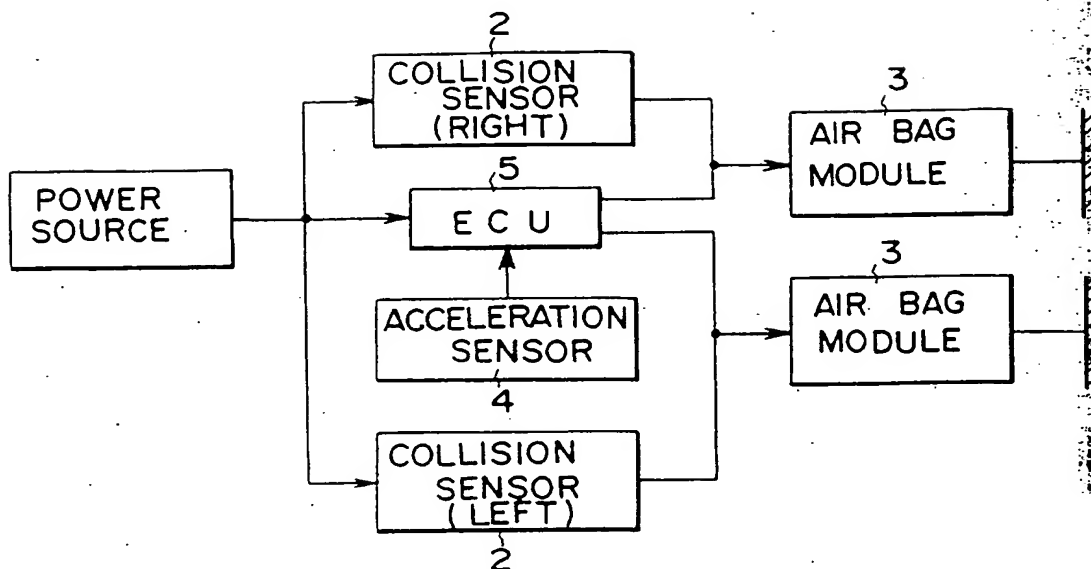 2
COLLISION
SENSOR
(RIGHT)
3
AIR BAG
MODULE
POWER
SOURCE
5
E C U
3
AIR BAG
MODULE
ACCELERATION
SENSOR
4
COLLISION
SENSOR
(LEFT)
2